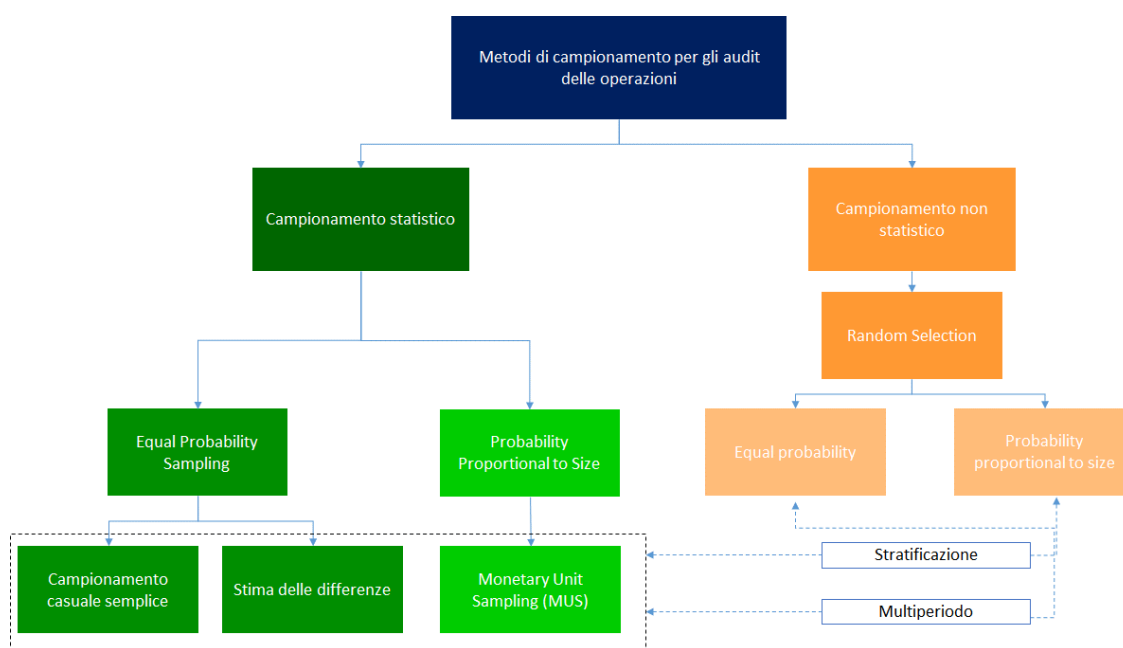 Metodi di campionamento per gli audit
delle operazioni
Campionamento statistico
Campionamento non
statistico
Random Selection
Equal Probability
Sampling
Probability
Proportional to Size
Equal probability
Probability
proportional to size
Stratificazione
Campionamento
casuale semplice
Stima delle differenze
Monetary Unit
Sampling (MUS)
Multiperiodo